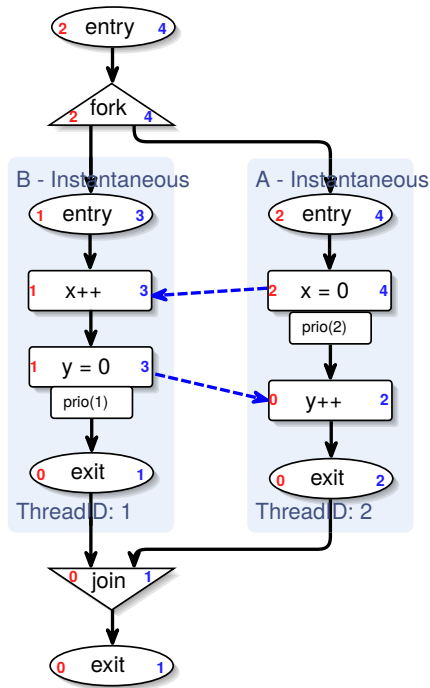 2 entry 4
fork
2 4
B - Instantaneous
1 entry 3
1 x++ 3
1 y = 0 3
prio(1)
0 exit 1
ThreadID: 1
A - Instantaneous
2 entry 4
2 x = 0 4
prio(2)
0 y++ 2
0 exit 2
ThreadID: 2
0 join 1
0 exit 1